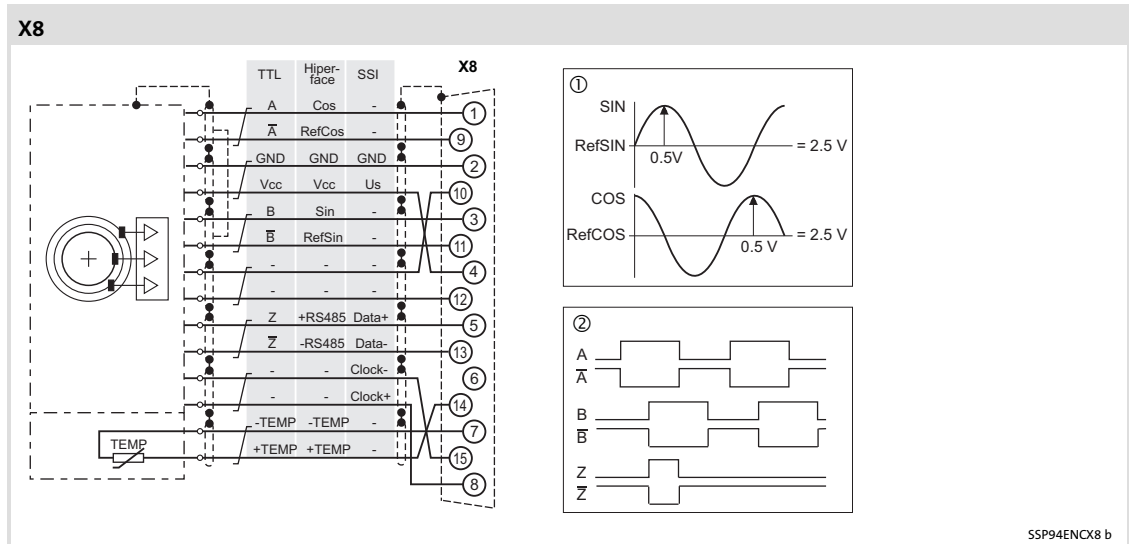 X8
TTL Hiper-face SSI X8
A Cos - 1
A̅ RefCos - 9
GND GND GND 2
Vcc Vcc Us 10
B Sin - 3
B̅ RefSin - 11
- - - 4
- - - 12
Z +RS485 Data+ 5
Z̅ -RS485 Data- 13
- - Clock- 6
- - Clock+ 14
-TEMP -TEMP - 7
TEMP +TEMP +TEMP - 15
8
①
SIN
RefSIN 0.5V = 2.5 V
COS
RefCOS 0.5 V = 2.5 V
②
A
A̅
B
B̅
Z
Z̅
SSP94ENCX8 b